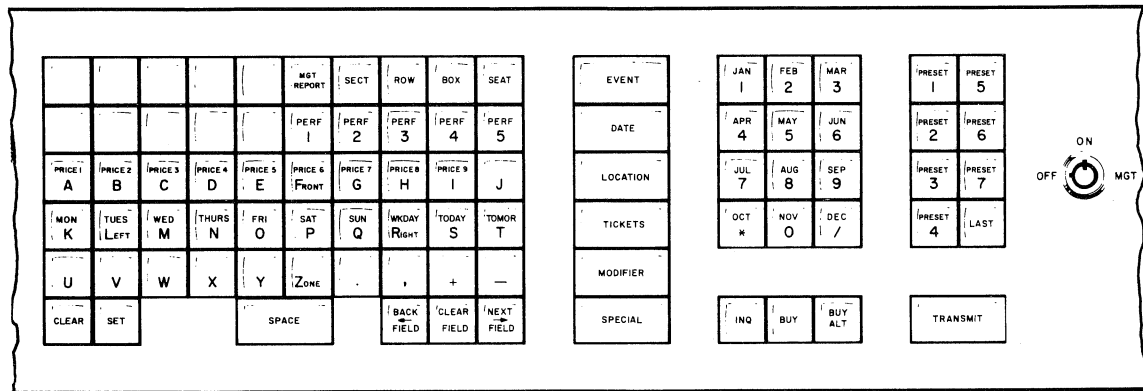 MGT REPORT SECT ROW BOX SEAT
PERF 1 PERF 2 PERF 3 PERF 4 PERF 5
PRICE 1 A PRICE 2 B PRICE 3 C PRICE 4 D PRICE 5 E PRICE 6 FRONT PRICE 7 G PRICE 8 H PRICE 9 I J
MON K TUES LEFT WED M THURS N FRI O SAT P SUN Q WKDAY RIGHT TODAY S TOMOR T
U V W X Y ZONE . , + —
CLEAR SET SPACE BACK ← FIELD CLEAR FIELD NEXT → FIELD
EVENT
DATE
LOCATION
TICKETS
MODIFIER
SPECIAL
JAN 1 FEB 2 MAR 3
APR 4 MAY 5 JUN 6
JUL 7 AUG 8 SEP 9
OCT * NOV 0 DEC /
INQ BUY BUY ALT
PRESET 1 PRESET 5
PRESET 2 PRESET 6
PRESET 3 PRESET 7
PRESET 4 LAST
TRANSMIT
ON
OFF MGT